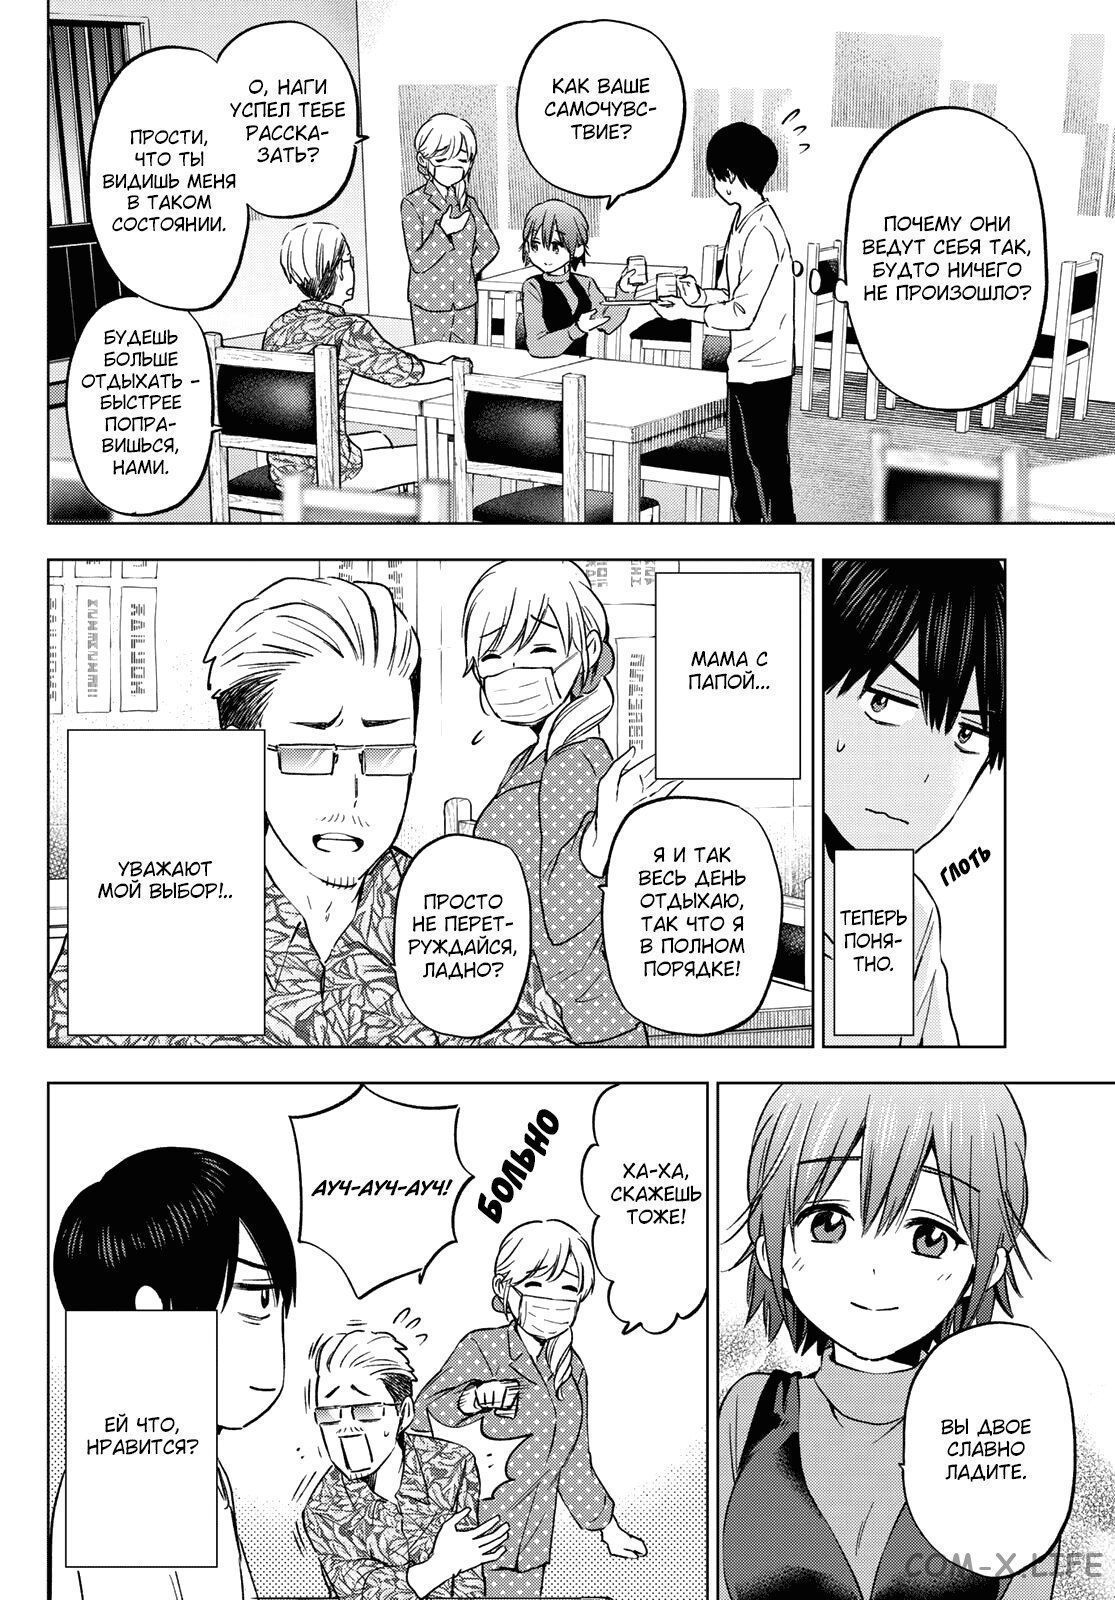 ПОЧЕМУ ОНИ
ВЕДУТ СЕБЯ ТАК,
БУДТО НИЧЕГО
НЕ ПРОИЗОШЛО?
КАК ВАШЕ
САМОЧУВС-
ТВИЕ?
О, НАГИ
УСПЕЛ ТЕБЕ
РАССКА-
ЗАТЬ?
ПРОСТИ,
ЧТО ТЫ
ВИДИШЬ МЕНЯ
В ТАКОМ
СОСТОЯНИИ.
БУДЕШЬ
БОЛЬШЕ
ОТДЫХАТЬ -
БЫСТРЕЕ
ПОПРА-
ВИШЬСЯ,
НАМИ.
ГЛОТЬ
ТЕПЕРЬ
ПОНЯ-
ТНО.
МАМА С
ПАПОЙ...
Я И ТАК
ВЕСЬ ДЕНЬ
ОТДЫХАЮ,
ТАК ЧТО Я
В ПОЛНОМ
ПОРЯДКЕ!
ПРОСТО
НЕ ПЕРЕТ-
РУЖДАЙСЯ,
ЛАДНО?
УВАЖАЮТ
МОЙ ВЫБОР!..
ВЫ ДВОЕ
СЛАВНО
ЛАДИТЕ.
ХА-ХА,
СКАЖЕШЬ
ТОЖЕ!
БОЛЬНО
АУЧ-АУЧ-АУЧ!
ЕЙ ЧТО,
НРАВИТСЯ?
COM-X.LIFE